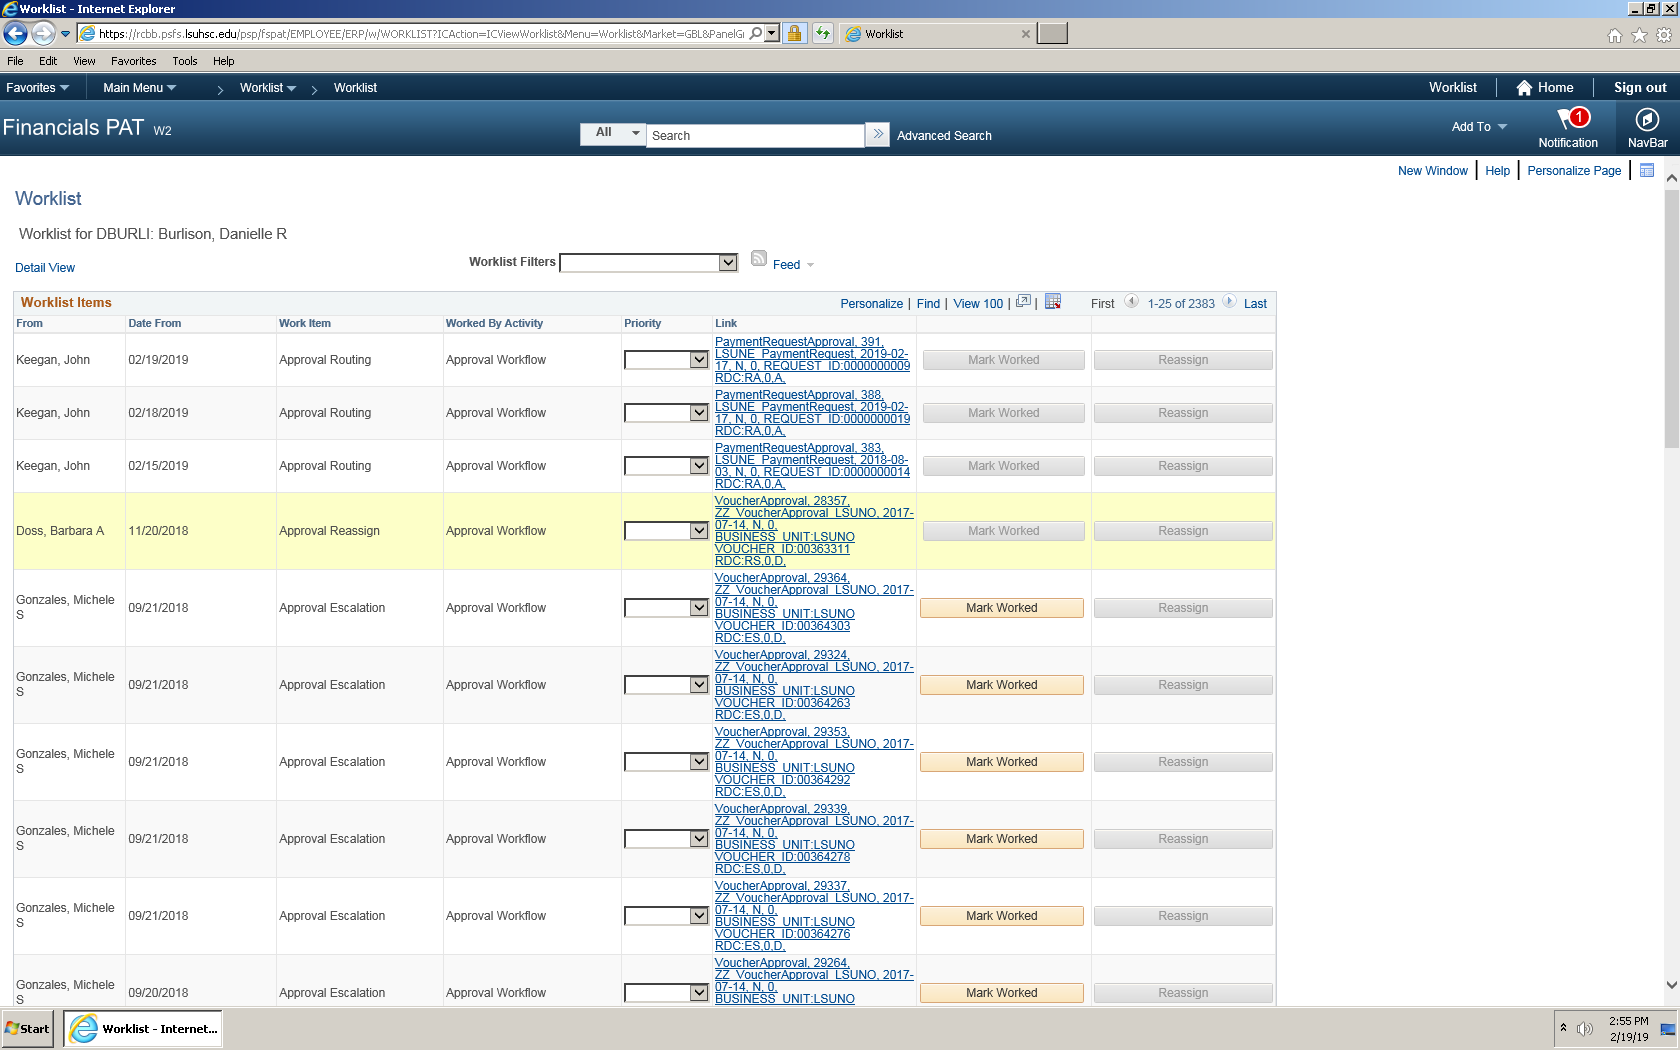 Worklist - Internet Explorer
https://rcbb.psfs.lsuhsc.edu/psp/fspat/EMPLOYEE/ERP/w/WORKLIST?ICAction=ICViewWorklist&Menu=Worklist&Market=GBL&PanelGr
Worklist
File Edit View Favorites Tools Help
Favorites Main Menu > Worklist > Worklist
Worklist Home Sign out
Financials PAT W2
All Search Advanced Search
Add To Notification 1 NavBar
New Window Help Personalize Page
Worklist
Worklist for DBURLI: Burlison, Danielle R
Detail View Worklist Filters Feed
Worklist Items Personalize | Find | View 100 | | First 1-25 of 2383 Last
From Date From Work Item Worked By Activity Priority Link
Keegan, John 02/19/2019 Approval Routing Approval Workflow
PaymentRequestApproval, 391,
LSUNE_PaymentRequest, 2019-02-
17, N, 0, REQUEST_ID:0000000009
RDC:RA,0,A,
Mark Worked Reassign
Keegan, John 02/18/2019 Approval Routing Approval Workflow
PaymentRequestApproval, 388,
LSUNE_PaymentRequest, 2019-02-
17, N, 0, REQUEST_ID:0000000019
RDC:RA,0,A,
Mark Worked Reassign
Keegan, John 02/15/2019 Approval Routing Approval Workflow
PaymentRequestApproval, 383,
LSUNE_PaymentRequest, 2018-08-
03, N, 0, REQUEST_ID:0000000014
RDC:RA,0,A,
Mark Worked Reassign
Doss, Barbara A 11/20/2018 Approval Reassign Approval Workflow
VoucherApproval, 28357,
ZZ_VoucherApproval_LSUNO, 2017-
07-14, N, 0,
BUSINESS_UNIT:LSUNO
VOUCHER_ID:00363311
RDC:RS,0,D,
Mark Worked Reassign
Gonzales, Michele
S
09/21/2018 Approval Escalation Approval Workflow
VoucherApproval, 29364,
ZZ_VoucherApproval_LSUNO, 2017-
07-14, N, 0,
BUSINESS_UNIT:LSUNO
VOUCHER_ID:00364303
RDC:ES,0,D,
Mark Worked Reassign
Gonzales, Michele
S
09/21/2018 Approval Escalation Approval Workflow
VoucherApproval, 29324,
ZZ_VoucherApproval_LSUNO, 2017-
07-14, N, 0,
BUSINESS_UNIT:LSUNO
VOUCHER_ID:00364263
RDC:ES,0,D,
Mark Worked Reassign
Gonzales, Michele
S
09/21/2018 Approval Escalation Approval Workflow
VoucherApproval, 29353,
ZZ_VoucherApproval_LSUNO, 2017-
07-14, N, 0,
BUSINESS_UNIT:LSUNO
VOUCHER_ID:00364292
RDC:ES,0,D,
Mark Worked Reassign
Gonzales, Michele
S
09/21/2018 Approval Escalation Approval Workflow
VoucherApproval, 29339,
ZZ_VoucherApproval_LSUNO, 2017-
07-14, N, 0,
BUSINESS_UNIT:LSUNO
VOUCHER_ID:00364278
RDC:ES,0,D,
Mark Worked Reassign
Gonzales, Michele
S
09/21/2018 Approval Escalation Approval Workflow
VoucherApproval, 29337,
ZZ_VoucherApproval_LSUNO, 2017-
07-14, N, 0,
BUSINESS_UNIT:LSUNO
VOUCHER_ID:00364276
RDC:ES,0,D,
Mark Worked Reassign
Gonzales, Michele
S
09/20/2018 Approval Escalation Approval Workflow
VoucherApproval, 29264,
ZZ_VoucherApproval_LSUNO, 2017-
07-14, N, 0,
BUSINESS_UNIT:LSUNO
Mark Worked Reassign
Start Worklist - Internet... 2:55 PM
2/19/19